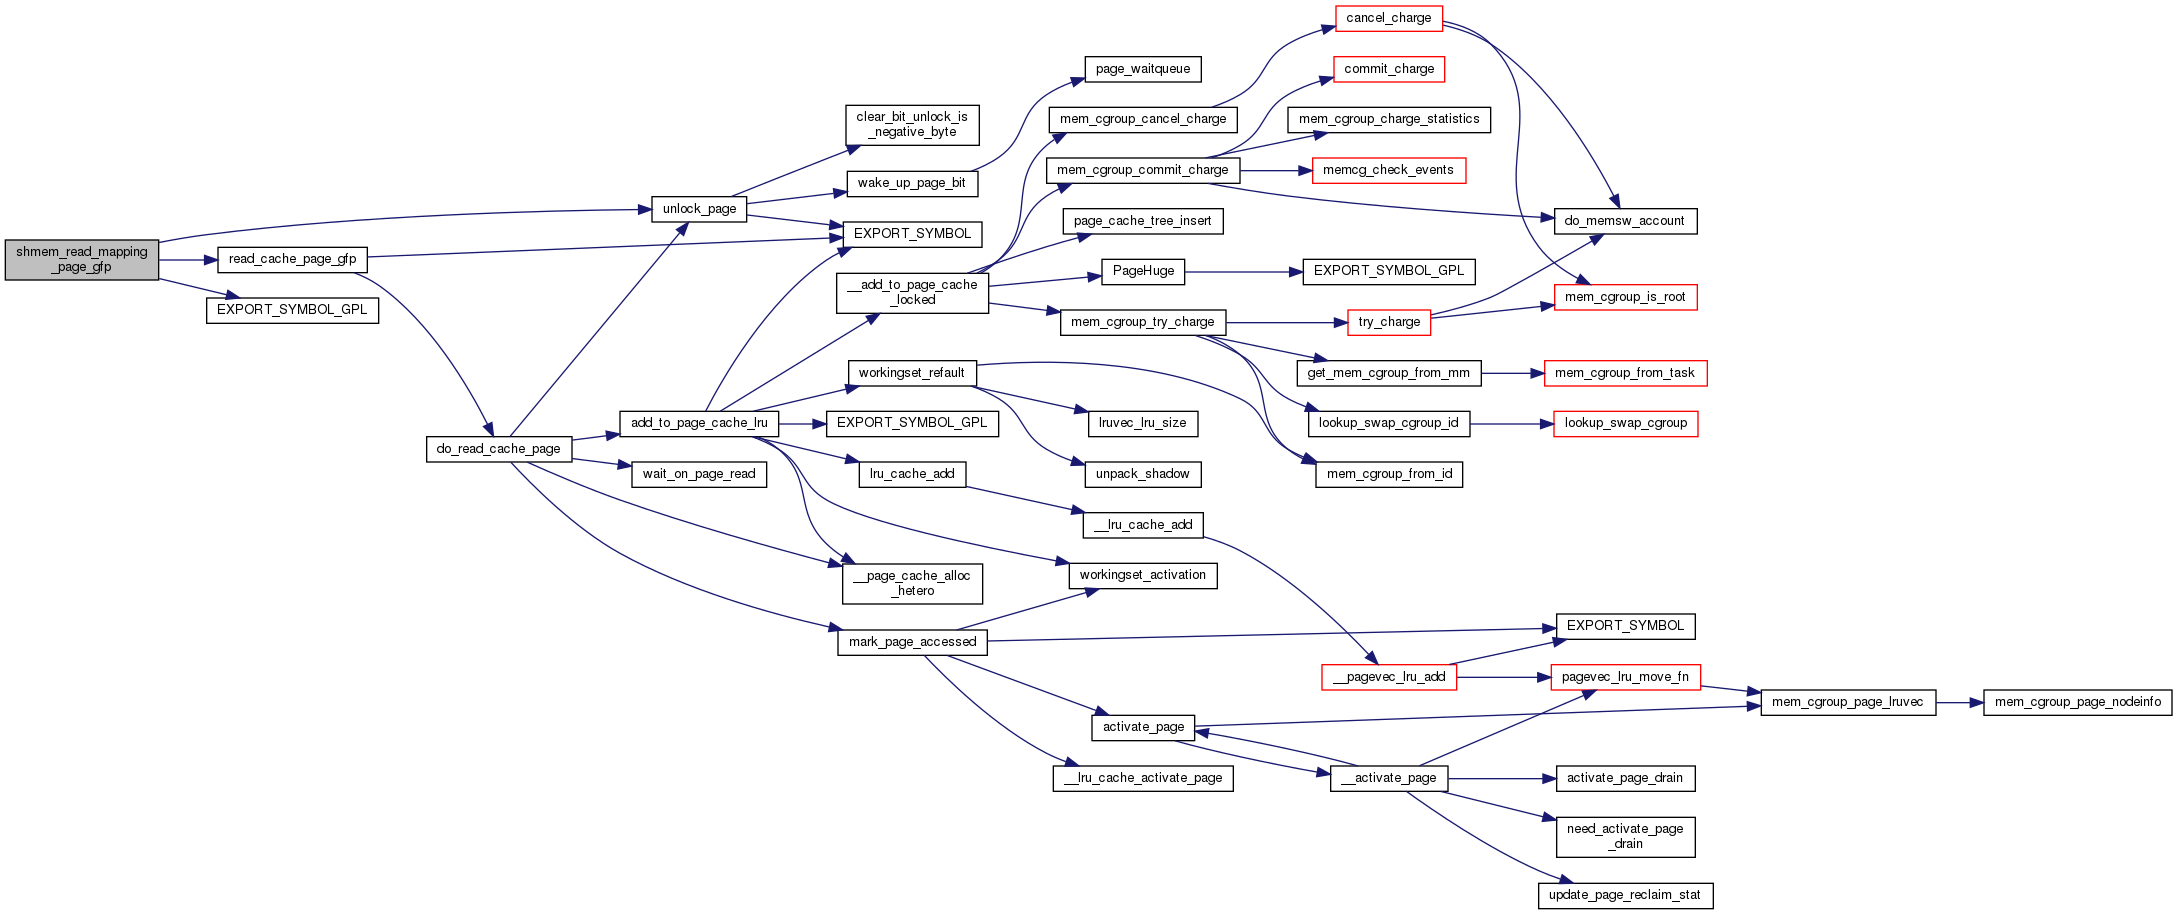 shmem_read_mapping
_page_gfp
read_cache_page_gfp
EXPORT_SYMBOL_GPL
do_read_cache_page
unlock_page
add_to_page_cache_lru
wait_on_page_read
clear_bit_unlock_is
_negative_byte
wake_up_page_bit
EXPORT_SYMBOL
__add_to_page_cache
_locked
workingset_refault
EXPORT_SYMBOL_GPL
lru_cache_add
__page_cache_alloc
_hetero
mark_page_accessed
page_waitqueue
mem_cgroup_cancel_charge
mem_cgroup_commit_charge
page_cache_tree_insert
PageHuge
mem_cgroup_try_charge
lruvec_lru_size
unpack_shadow
__lru_cache_add
workingset_activation
activate_page
__lru_cache_activate_page
cancel_charge
commit_charge
mem_cgroup_charge_statistics
memcg_check_events
EXPORT_SYMBOL_GPL
try_charge
get_mem_cgroup_from_mm
lookup_swap_cgroup_id
mem_cgroup_from_id
__pagevec_lru_add
__activate_page
do_memsw_account
mem_cgroup_is_root
mem_cgroup_from_task
lookup_swap_cgroup
EXPORT_SYMBOL
pagevec_lru_move_fn
activate_page_drain
need_activate_page
_drain
update_page_reclaim_stat
mem_cgroup_page_lruvec
mem_cgroup_page_nodeinfo